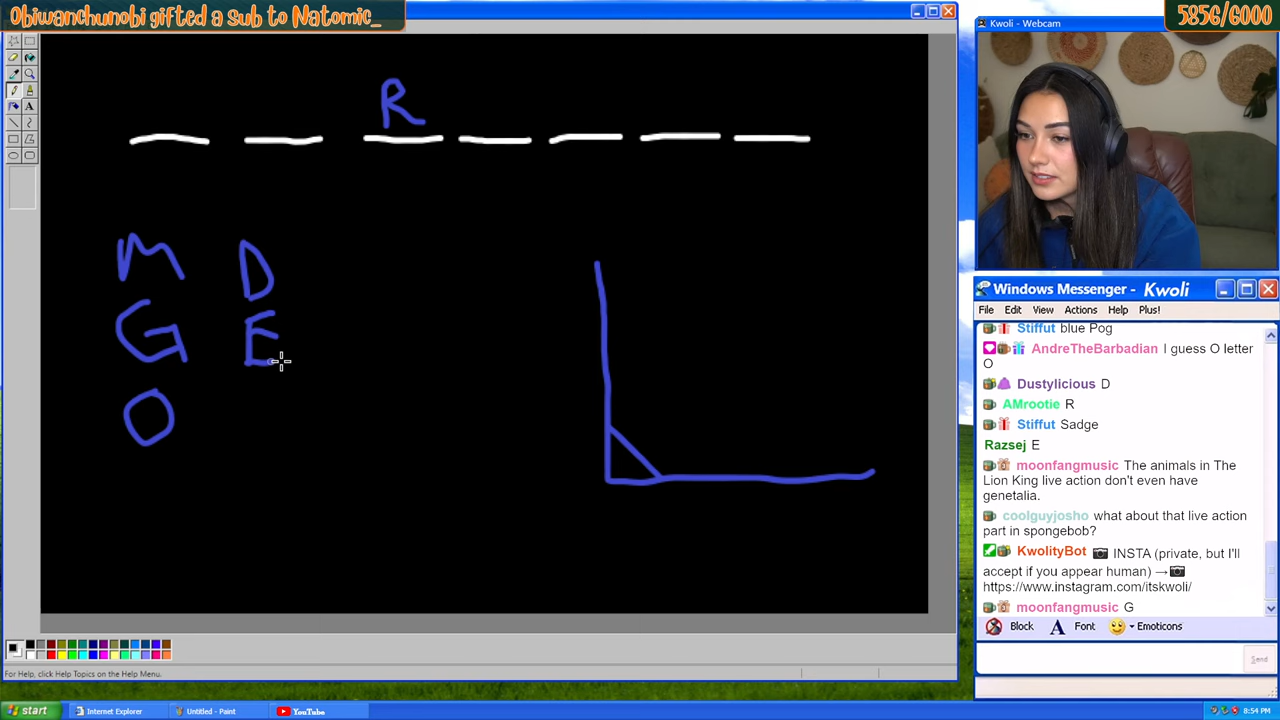 Obiwanchunobi gifted a sub to Natomic_
5856/6000
Kwoli - Webcam
R
M D
G E
O
Windows Messenger - Kwoli
File Edit View Actions Help Plus!
Stiffut blue Pog
AndreTheBarbadian I guess O letter
O
Dustylicious D
AMrootie R
Stiffut Sadge
Razsej E
moonfangmusic The animals in The
Lion King live action don't even have
genetalia.
coolguyjosho what about that live action
part in spongebob?
KwolityBot INSTA (private, but I'll
accept if you appear human) →
https://www.instagram.com/itskwoli/
moonfangmusic G
Block Font Emoticons
Send
For Help, click Help Topics on the Help Menu.
start Internet Explorer Untitled - Paint YouTube 8:54 PM